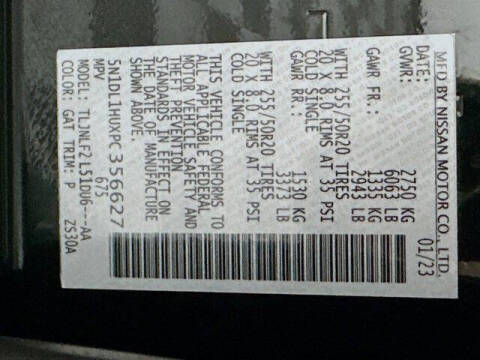 MFD BY NISSAN MOTOR CO., LTD.
DATE: 01/23
GVWR: 2750 KG
6063 LB
GAWR FR.: 1335 KG
2943 LB
WITH 255/50R20 TIRES
20 X 8.0 RIMS AT 35 PSI
COLD SINGLE
GAWR RR.: 1530 KG
3373 LB
WITH 255/50R20 TIRES
20 X 8.0 RIMS AT 35 PSI
COLD SINGLE
THIS VEHICLE CONFORMS TO
ALL APPLICABLE FEDERAL
MOTOR VEHICLE SAFETY AND
THEFT PREVENTION
STANDARDS IN EFFECT ON
THE DATE OF MANUFACTURE
SHOWN ABOVE.
675
5N1DL1HUXPC356627
MPV
MODEL: TLJNLF2L51DU6---AA
COLOR: GAT TRIM: P ZS30A